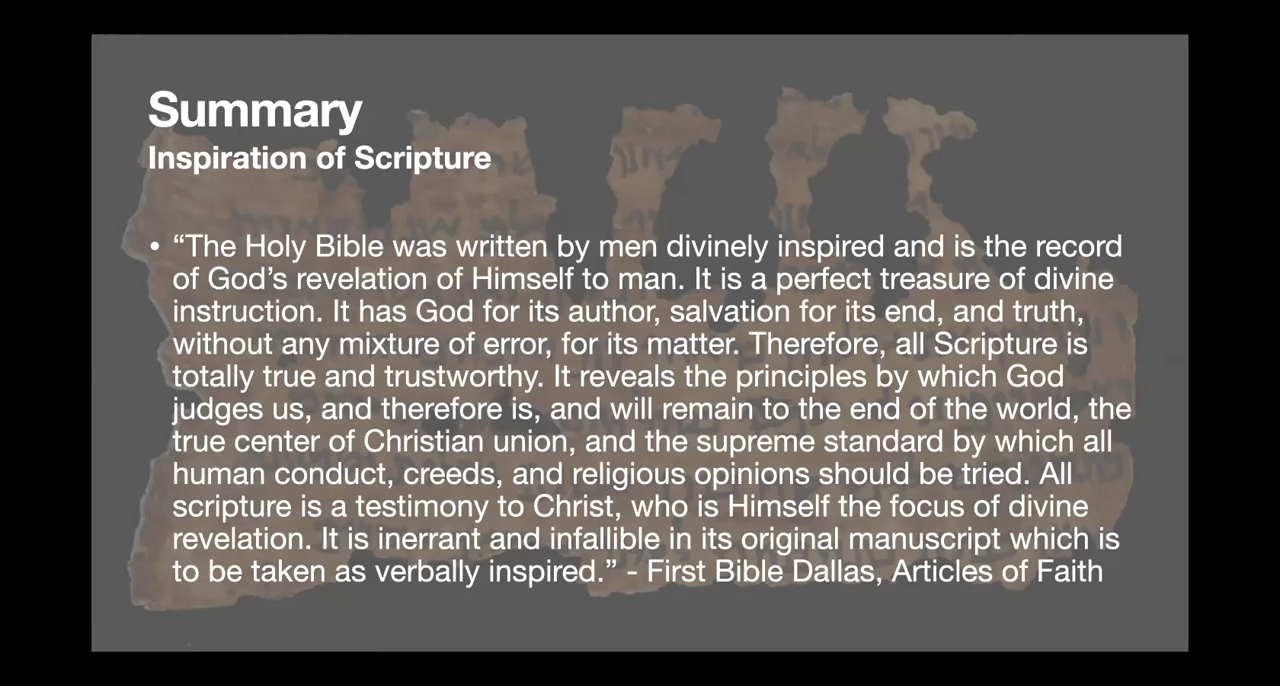 Summary
Inspiration of Scripture
• “The Holy Bible was written by men divinely inspired and is the record
of God’s revelation of Himself to man. It is a perfect treasure of divine
instruction. It has God for its author, salvation for its end, and truth,
without any mixture of error, for its matter. Therefore, all Scripture is
totally true and trustworthy. It reveals the principles by which God
judges us, and therefore is, and will remain to the end of the world, the
true center of Christian union, and the supreme standard by which all
human conduct, creeds, and religious opinions should be tried. All
scripture is a testimony to Christ, who is Himself the focus of divine
revelation. It is inerrant and infallible in its original manuscript which is
to be taken as verbally inspired.” - First Bible Dallas, Articles of Faith